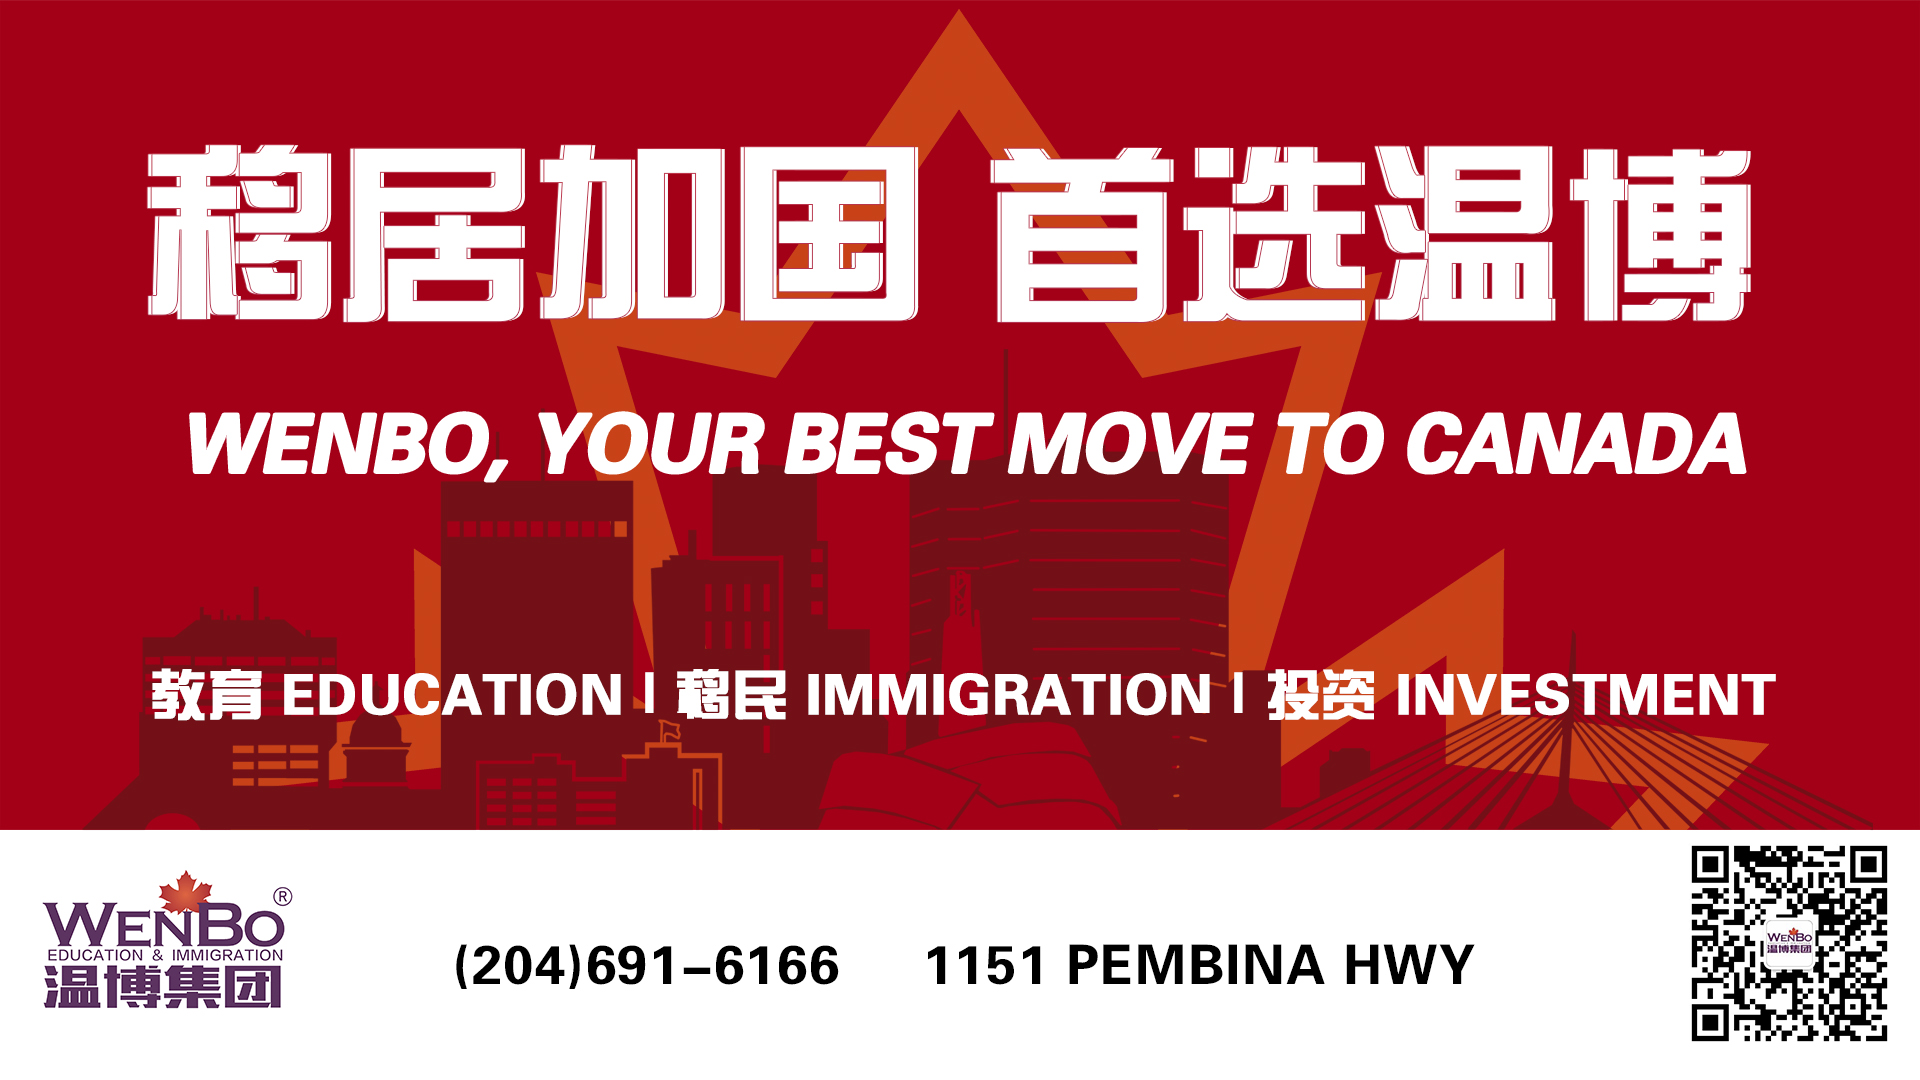 移居加国 首选温博
WENBO, YOUR BEST MOVE TO CANADA
教育 EDUCATION | 移民 IMMIGRATION | 投资 INVESTMENT
WENBO®
EDUCATION & IMMIGRATION
温博集团
(204)691-6166 1151 PEMBINA HWY
WENBO
温博集团